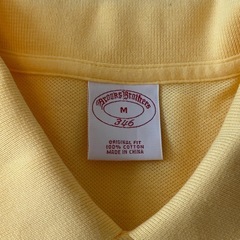 Brooks Brothers
M
346
ORIGINAL FIT
100% COTTON
MADE IN CHINA